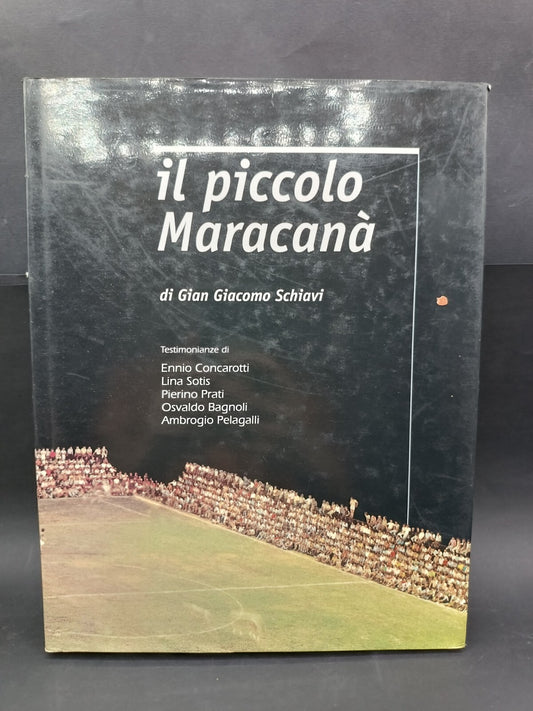 il piccolo
Maracanà
di Gian Giacomo Schiavi
Testimonianze di
Ennio Concarotti
Lina Sotis
Pierino Prati
Osvaldo Bagnoli
Ambrogio Pelagalli